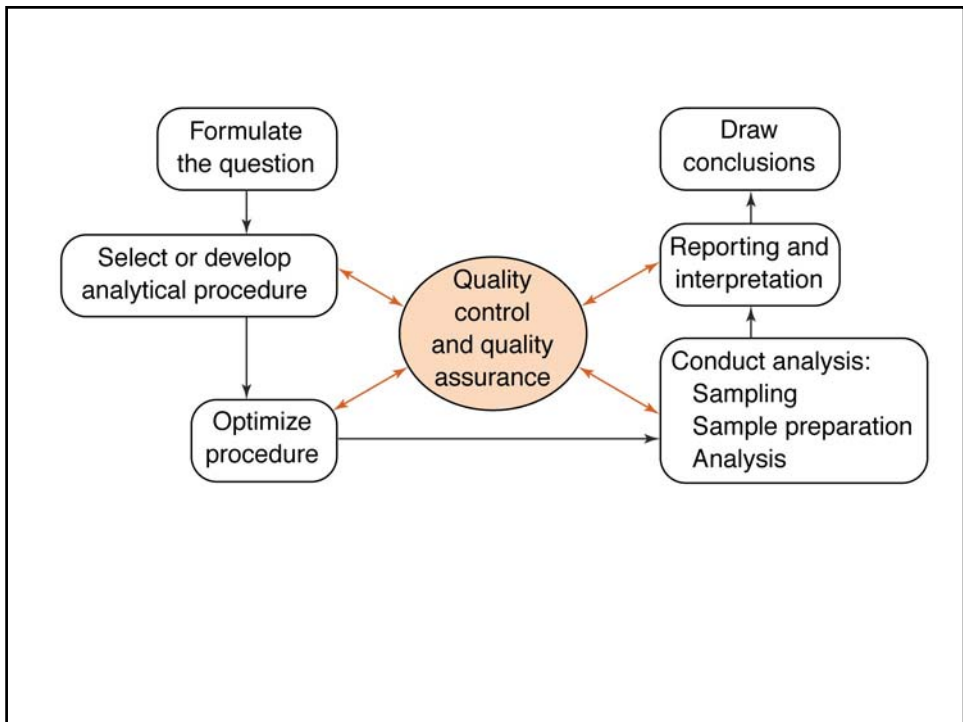 Formulate
the question
Select or develop
analytical procedure
Optimize
procedure
Quality
control
and quality
assurance
Conduct analysis:
Sampling
Sample preparation
Analysis
Reporting and
interpretation
Draw
conclusions